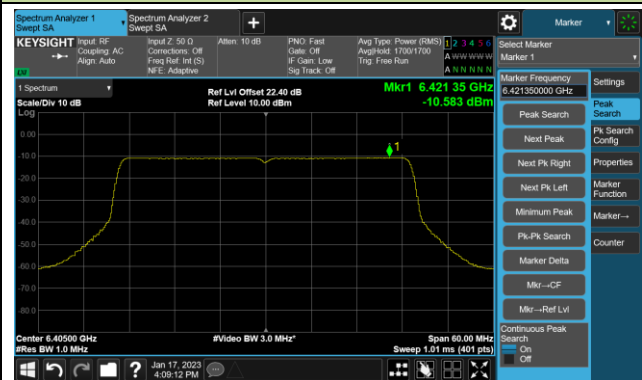 Spectrum Analyzer 1
Swept SA
Spectrum Analyzer 2
Swept SA
+
Marker
KEYSIGHT
Input: RF
Coupling: AC
Align: Auto
Input Z: 50 Ω
Corrections: Off
Freq Ref: Int (S)
NFE: Adaptive
Atten: 10 dB
PNO: Fast
Gate: Off
IF Gain: Low
Sig Track: Off
Avg Type: Power (RMS)
Avg|Hold: 1700/1700
Trig: Free Run
1 2 3 4 5 6
A W W W W W
A N N N N N
Select Marker
Marker 1
1 Spectrum
Scale/Div 10 dB
Log
Ref Lvl Offset 22.40 dB
Ref Level 10.00 dBm
Mkr1 6.421 35 GHz
-10.583 dBm
Marker Frequency
6.421350000 GHz
Peak Search
Next Peak
Next Pk Right
Next Pk Left
Minimum Peak
Pk-Pk Search
Marker Delta
Mkr→CF
Mkr→Ref Lvl
Continuous Peak
Search
On
Off
Settings
Peak
Search
Pk Search
Config
Properties
Marker
Function
Marker→
Counter
0.00
-10.0
-20.0
-30.0
-40.0
-50.0
-60.0
-70.0
-80.0
1
Center 6.40500 GHz
#Res BW 1.0 MHz
#Video BW 3.0 MHz*
Span 60.00 MHz
Sweep 1.01 ms (401 pts)
?
Jan 17, 2023
4:09:12 PM